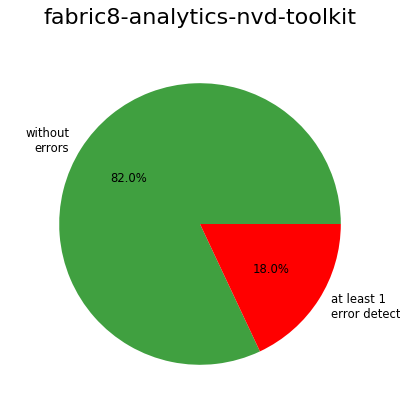 fabric8-analytics-nvd-toolkit
without
errors
82.0%
18.0%
at least 1
error detect